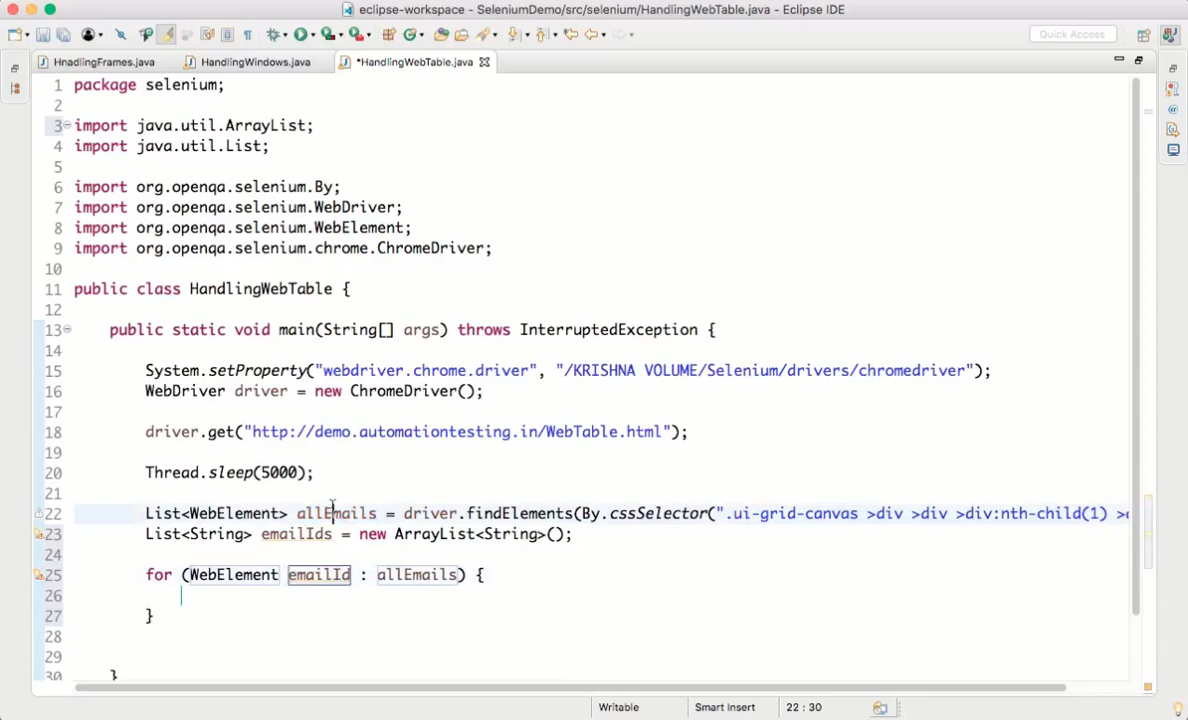 eclipse-workspace - SeleniumDemo/src/selenium/HandlingWebTable.java - Eclipse IDE
Quick Access
HnadlingFrames.java HandlingWindows.java *HandlingWebTable.java
1 package selenium;
2
3 import java.util.ArrayList;
4 import java.util.List;
5
6 import org.openqa.selenium.By;
7 import org.openqa.selenium.WebDriver;
8 import org.openqa.selenium.WebElement;
9 import org.openqa.selenium.chrome.ChromeDriver;
10
11 public class HandlingWebTable {
12
13 public static void main(String[] args) throws InterruptedException {
14
15 System.setProperty("webdriver.chrome.driver", "/KRISHNA VOLUME/Selenium/drivers/chromedriver");
16 WebDriver driver = new ChromeDriver();
17
18 driver.get("http://demo.automationtesting.in/WebTable.html");
19
20 Thread.sleep(5000);
21
22 List<WebElement> allEmails = driver.findElements(By.cssSelector(".ui-grid-canvas >div >div >div:nth-child(1) >
23 List<String> emailIds = new ArrayList<String>();
24
25 for (WebElement emailId : allEmails) {
26
27 }
28
29
30 }
Writable Smart Insert 22 : 30